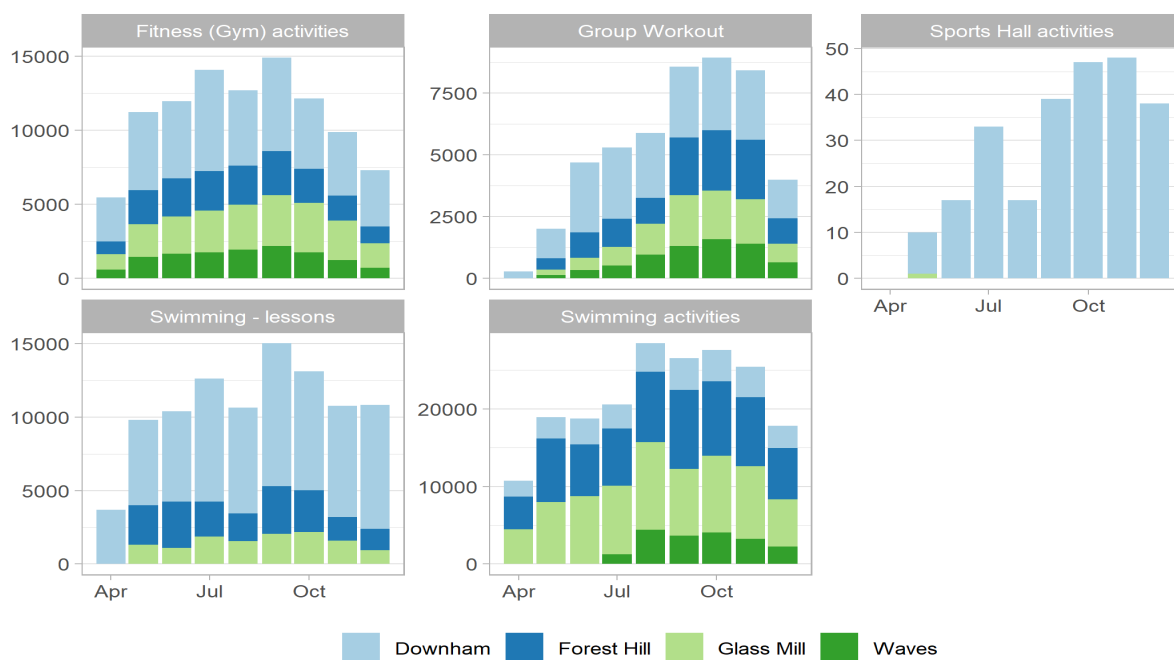 Fitness (Gym) activities
15000
10000
5000
0
Group Workout
7500
5000
2500
0
Sports Hall activities
50
40
30
20
10
0
Apr Jul Oct
Swimming - lessons
15000
10000
5000
0
Apr Jul Oct
Swimming activities
20000
10000
0
Apr Jul Oct
Downham Forest Hill Glass Mill Waves